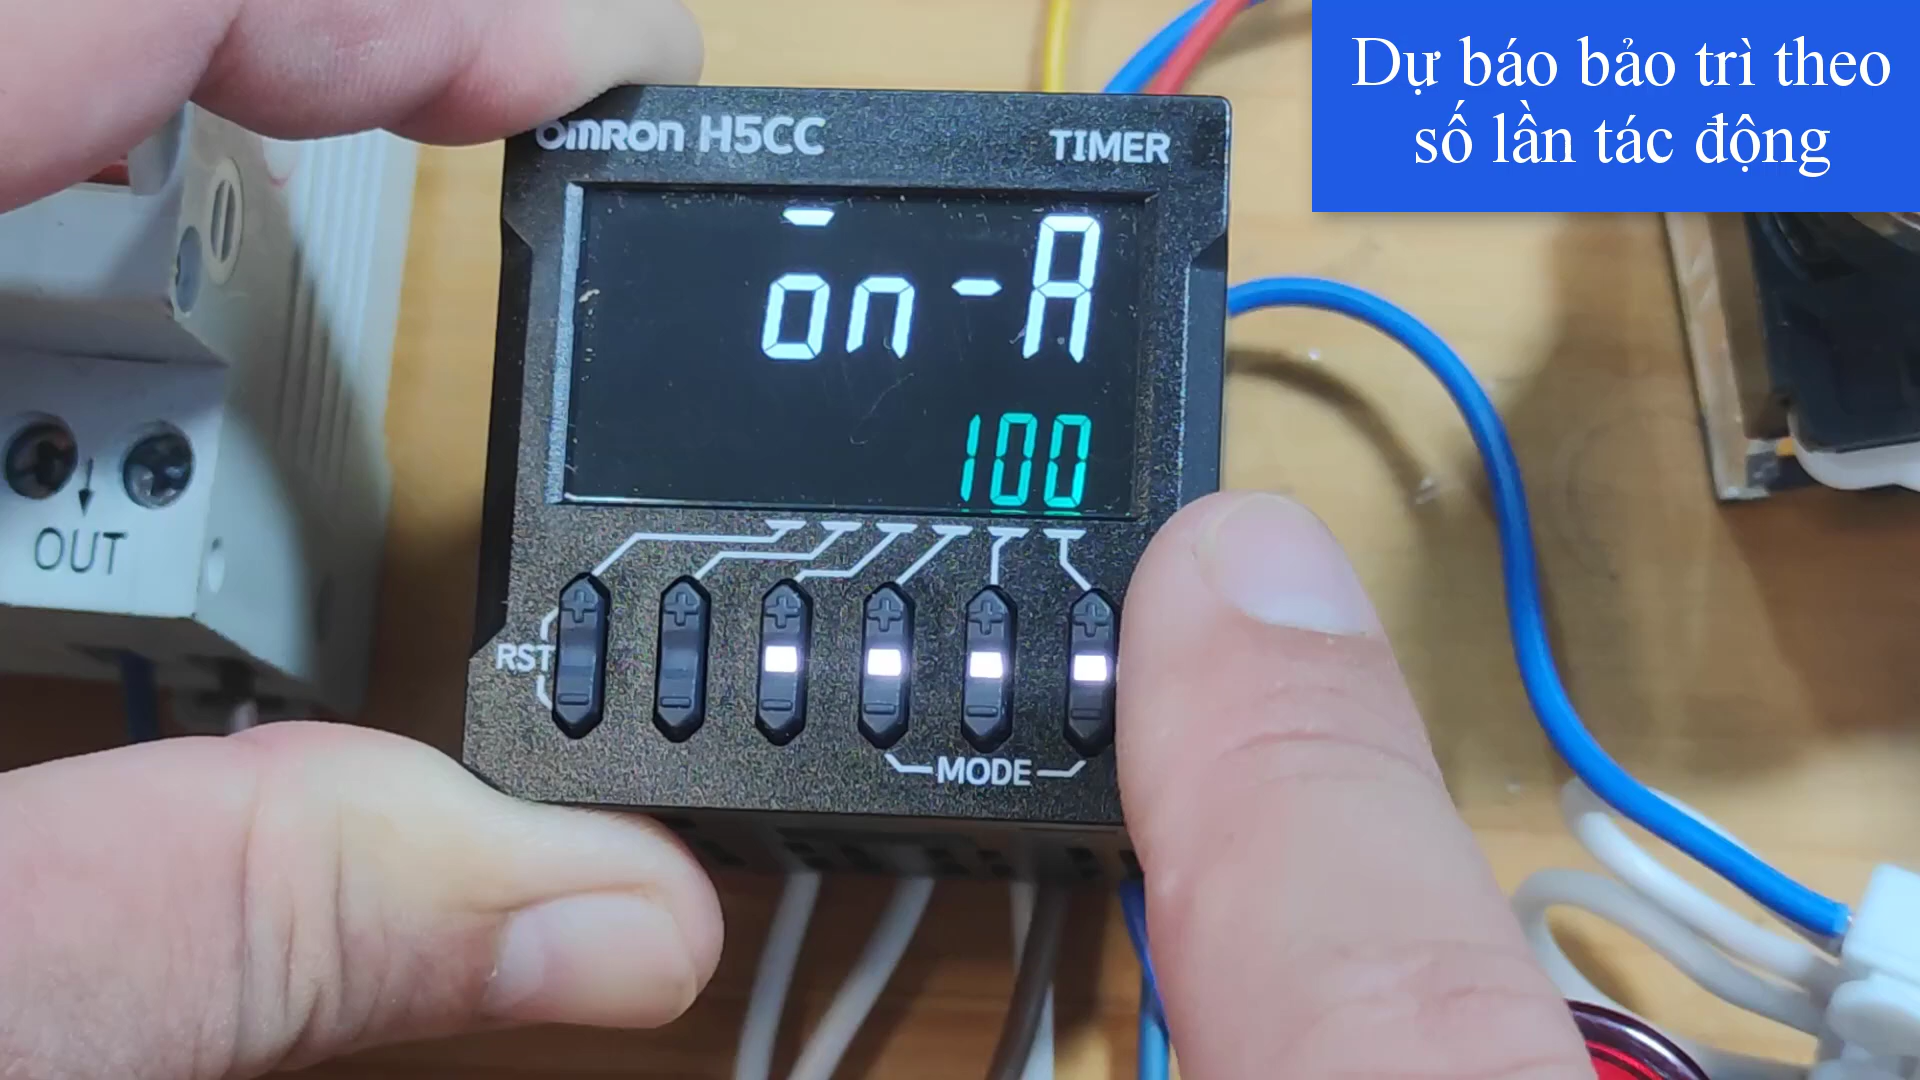 Dự báo bảo trì theo
số lần tác động
omron H5CC
TIMER
on-A
100
OUT
RST
MODE